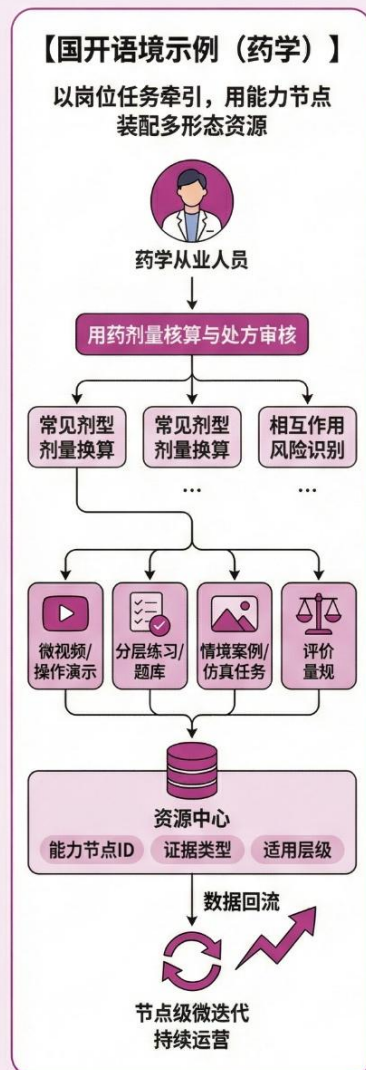 【国开语境示例（药学）】
以岗位任务牵引，用能力节点
装配多形态资源
药学从业人员
用药剂量核算与处方审核
常见剂型
剂量换算
常见剂型
剂量换算
…
相互作用
风险识别
…
微视频/
操作演示
分层练习/
题库
情境案例/
仿真任务
评价
量规
资源中心
能力节点ID
证据类型
适用层级
数据回流
节点级微迭代
持续运营